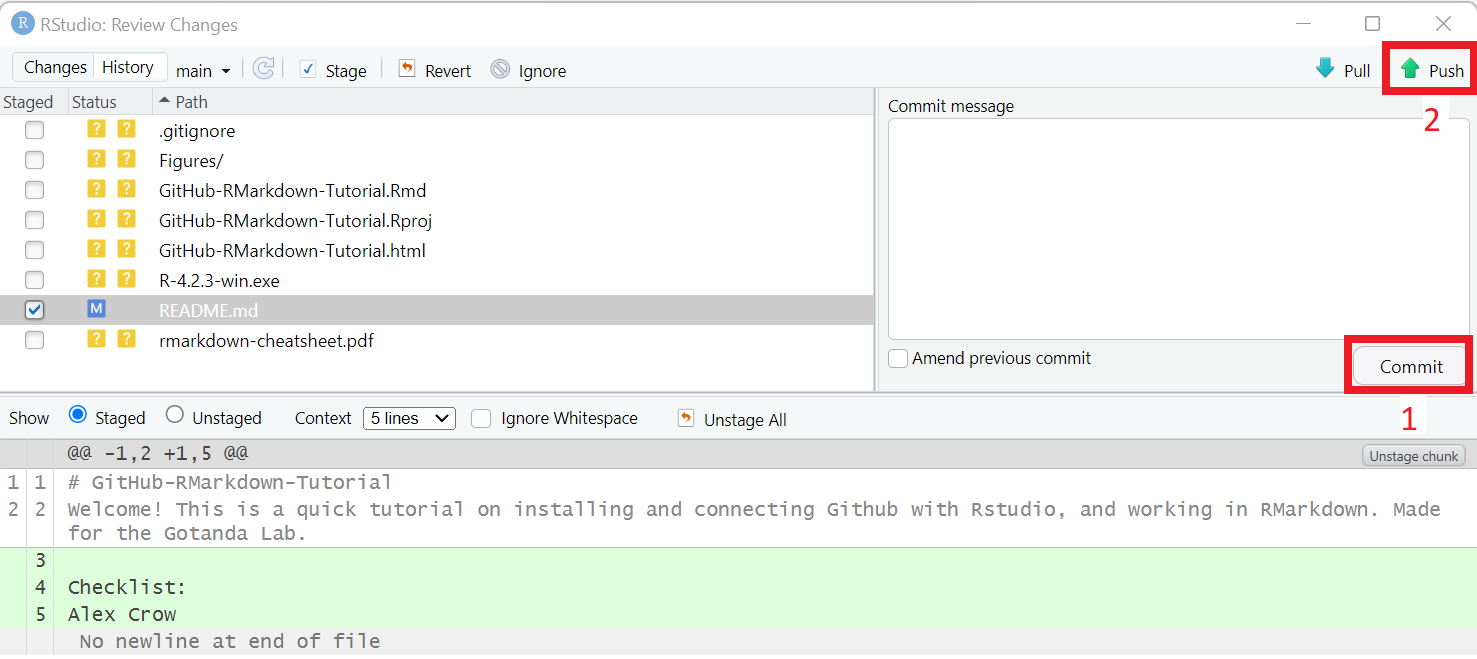 R RStudio: Review Changes
Changes History main Stage Revert Ignore Pull Push
2
Staged Status Path
? ? .gitignore
? ? Figures/
? ? GitHub-RMarkdown-Tutorial.Rmd
? ? GitHub-RMarkdown-Tutorial.Rproj
? ? GitHub-RMarkdown-Tutorial.html
? ? R-4.2.3-win.exe
M README.md
? ? rmarkdown-cheatsheet.pdf
Commit message
Amend previous commit
Commit
1
Show Staged Unstaged Context 5 lines Ignore Whitespace Unstage All
@@ -1,2 +1,5 @@ Unstage chunk
1 1 # GitHub-RMarkdown-Tutorial
2 2 Welcome! This is a quick tutorial on installing and connecting Github with Rstudio, and working in RMarkdown. Made
for the Gotanda Lab.
3
4 Checklist:
5 Alex Crow
No newline at end of file